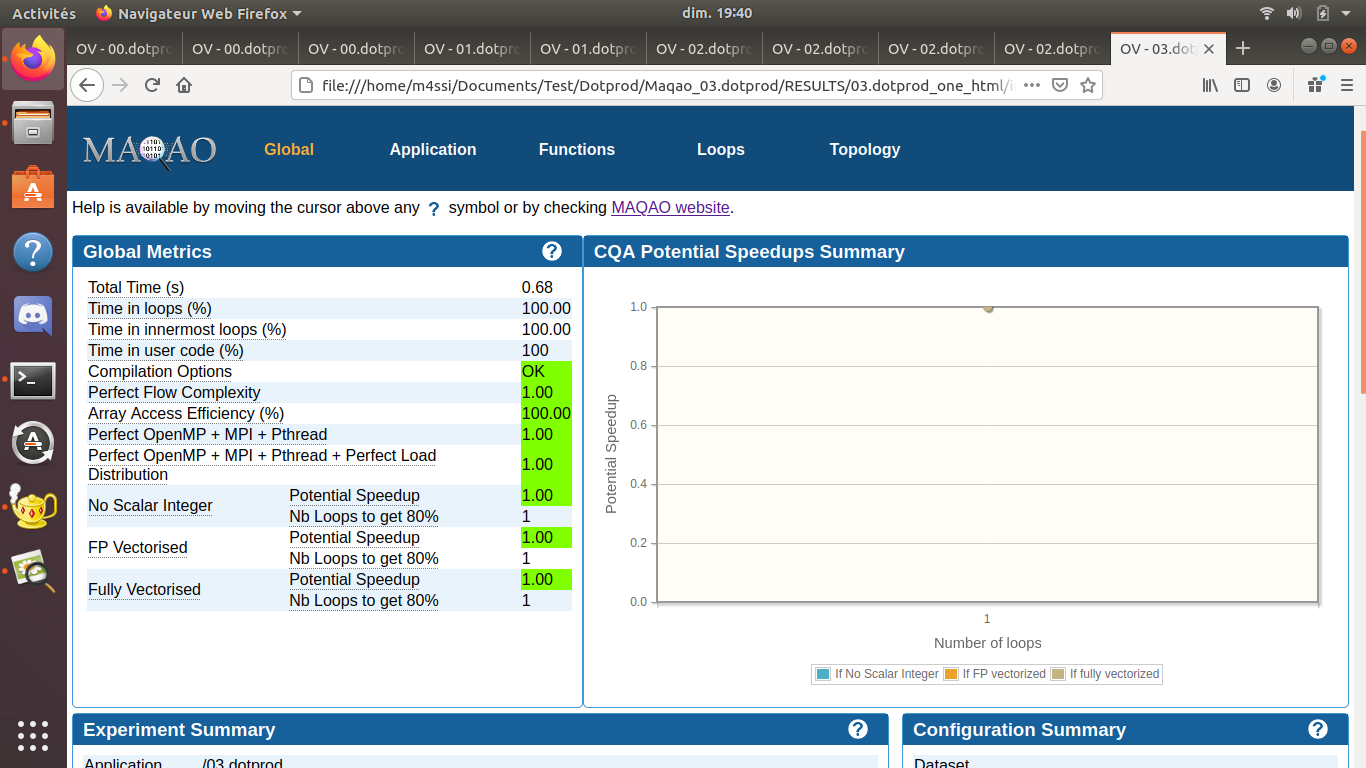 Activités Navigateur Web Firefox dim. 19:40
OV - 00.dotpro OV - 00.dotpro OV - 00.dotpro OV - 01.dotpro OV - 01.dotpro OV - 02.dotpro OV - 02.dotpro OV - 02.dotpro OV - 02.dotpro OV - 03.dot
file:///home/m4ssi/Documents/Test/Dotprod/Maqao_03.dotprod/RESULTS/03.dotprod_one_html/i
MAQAO Global Application Functions Loops Topology
Help is available by moving the cursor above any ? symbol or by checking MAQAO website.
Global Metrics ?
Total Time (s) 0.68
Time in loops (%) 100.00
Time in innermost loops (%) 100.00
Time in user code (%) 100
Compilation Options OK
Perfect Flow Complexity 1.00
Array Access Efficiency (%) 100.00
Perfect OpenMP + MPI + Pthread 1.00
Perfect OpenMP + MPI + Pthread + Perfect Load
Distribution 1.00
No Scalar Integer Potential Speedup 1.00
Nb Loops to get 80% 1
FP Vectorised Potential Speedup 1.00
Nb Loops to get 80% 1
Fully Vectorised Potential Speedup 1.00
Nb Loops to get 80% 1
CQA Potential Speedups Summary
1.0
0.8
0.6
0.4
0.2
0.0
Potential Speedup
1
Number of loops
If No Scalar Integer If FP vectorized If fully vectorized
Experiment Summary ?
Application ./03.dotprod
Configuration Summary ?
Dataset